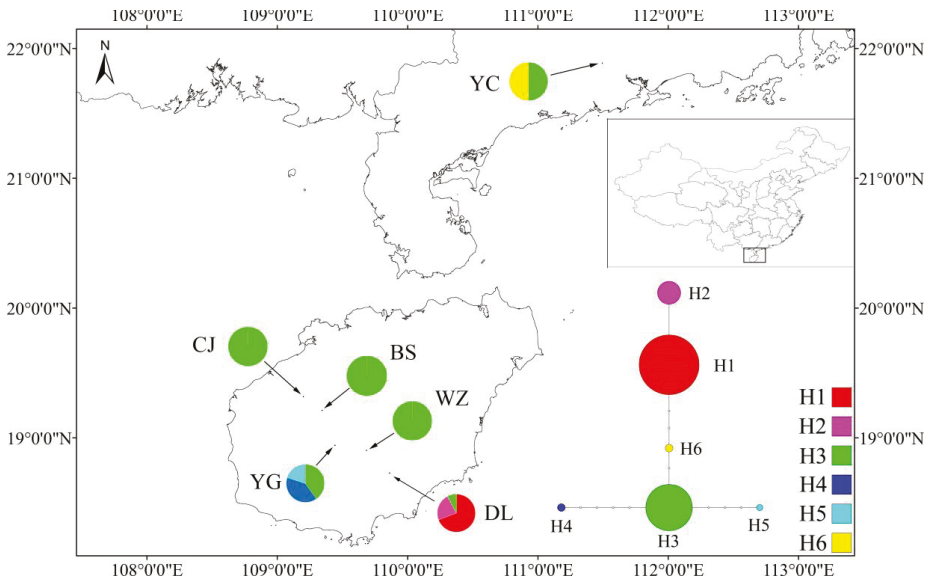 108°0'0"E 109°0'0"E 110°0'0"E 111°0'0"E 112°0'0"E 113°0'0"E
22°0'0"N 22°0'0"N
N
YC
21°0'0"N 21°0'0"N
20°0'0"N 20°0'0"N
H2
CJ
BS
H1
WZ
H1
H2
19°0'0"N 19°0'0"N
H6
H3
YG
H4
DL
H5
H4 H3 H5
H6
108°0'0"E 109°0'0"E 110°0'0"E 111°0'0"E 112°0'0"E 113°0'0"E